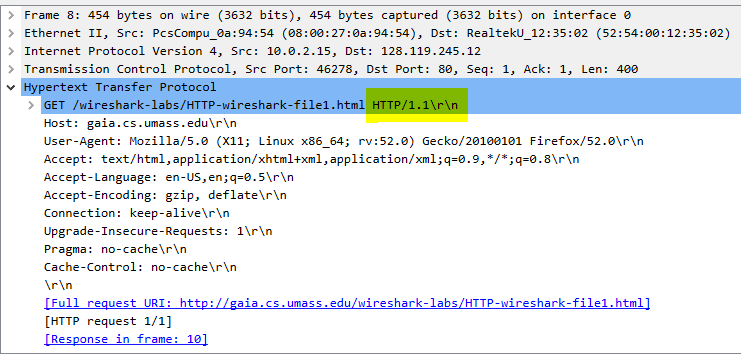 Frame 8: 454 bytes on wire (3632 bits), 454 bytes captured (3632 bits) on interface 0
Ethernet II, Src: PcsCompu_0a:94:54 (08:00:27:0a:94:54), Dst: RealtekU_12:35:02 (52:54:00:12:35:02)
Internet Protocol Version 4, Src: 10.0.2.15, Dst: 128.119.245.12
Transmission Control Protocol, Src Port: 46278, Dst Port: 80, Seq: 1, Ack: 1, Len: 400
Hypertext Transfer Protocol
GET /wireshark-labs/HTTP-wireshark-file1.html HTTP/1.1\r\n
Host: gaia.cs.umass.edu\r\n
User-Agent: Mozilla/5.0 (X11; Linux x86_64; rv:52.0) Gecko/20100101 Firefox/52.0\r\n
Accept: text/html,application/xhtml+xml,application/xml;q=0.9,*/*;q=0.8\r\n
Accept-Language: en-US,en;q=0.5\r\n
Accept-Encoding: gzip, deflate\r\n
Connection: keep-alive\r\n
Upgrade-Insecure-Requests: 1\r\n
Pragma: no-cache\r\n
Cache-Control: no-cache\r\n
\r\n
[Full request URI: http://gaia.cs.umass.edu/wireshark-labs/HTTP-wireshark-file1.html]
[HTTP request 1/1]
[Response in frame: 10]